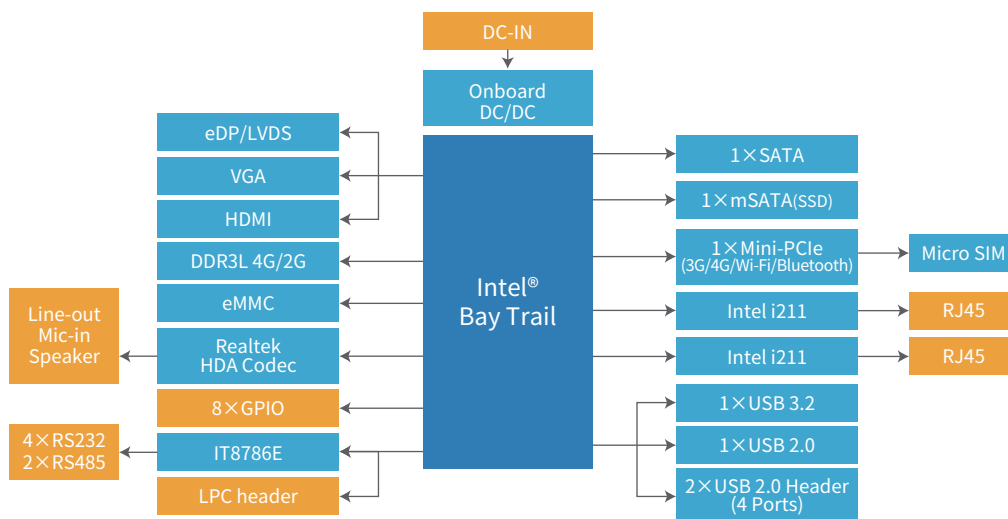 DC-IN
Onboard
DC/DC
eDP/LVDS
VGA
HDMI
DDR3L 4G/2G
eMMC
Realtek
HDA Codec
Line-out
Mic-in
Speaker
8×GPIO
IT8786E
4×RS232
2×RS485
LPC header
Intel®
Bay Trail
1×SATA
1×mSATA(SSD)
1×Mini-PCIe
(3G/4G/Wi-Fi/Bluetooth)
Micro SIM
Intel i211
RJ45
Intel i211
RJ45
1×USB 3.2
1×USB 2.0
2×USB 2.0 Header
(4 Ports)